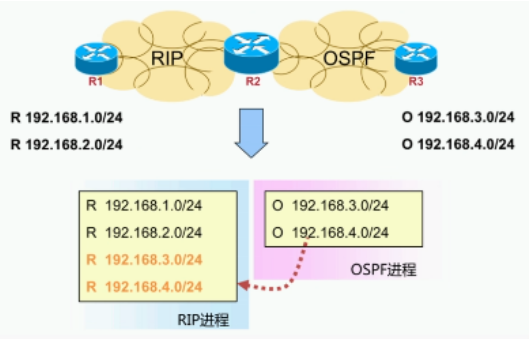 RIP
OSPF
R1
R2
R3
R 192.168.1.0/24
R 192.168.2.0/24
O 192.168.3.0/24
O 192.168.4.0/24
R 192.168.1.0/24
R 192.168.2.0/24
R 192.168.3.0/24
R 192.168.4.0/24
RIP进程
O 192.168.3.0/24
O 192.168.4.0/24
OSPF进程